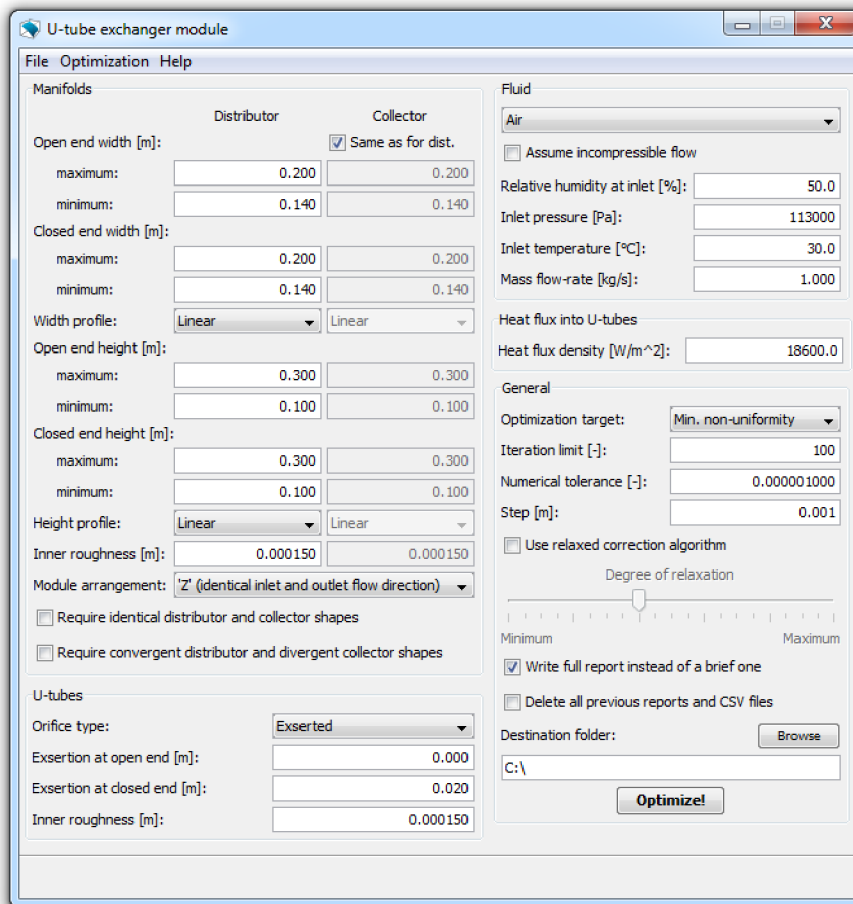 U-tube exchanger module
File Optimization Help
Manifolds
Distributor Collector
Open end width [m]: Same as for dist.
maximum: 0.200 0.200
minimum: 0.140 0.140
Closed end width [m]:
maximum: 0.200 0.200
minimum: 0.140 0.140
Width profile: Linear Linear
Open end height [m]:
maximum: 0.300 0.300
minimum: 0.100 0.100
Closed end height [m]:
maximum: 0.300 0.300
minimum: 0.100 0.100
Height profile: Linear Linear
Inner roughness [m]: 0.000150 0.000150
Module arrangement: 'Z' (identical inlet and outlet flow direction)
Require identical distributor and collector shapes
Require convergent distributor and divergent collector shapes
U-tubes
Orifice type: Exserted
Exsertion at open end [m]: 0.000
Exsertion at closed end [m]: 0.020
Inner roughness [m]: 0.000150
Fluid
Air
Assume incompressible flow
Relative humidity at inlet [%]: 50.0
Inlet pressure [Pa]: 113000
Inlet temperature [°C]: 30.0
Mass flow-rate [kg/s]: 1.000
Heat flux into U-tubes
Heat flux density [W/m^2]: 18600.0
General
Optimization target: Min. non-uniformity
Iteration limit [-]: 100
Numerical tolerance [-]: 0.000001000
Step [m]: 0.001
Use relaxed correction algorithm
Degree of relaxation
Minimum Maximum
Write full report instead of a brief one
Delete all previous reports and CSV files
Destination folder: Browse
C:\
Optimize!